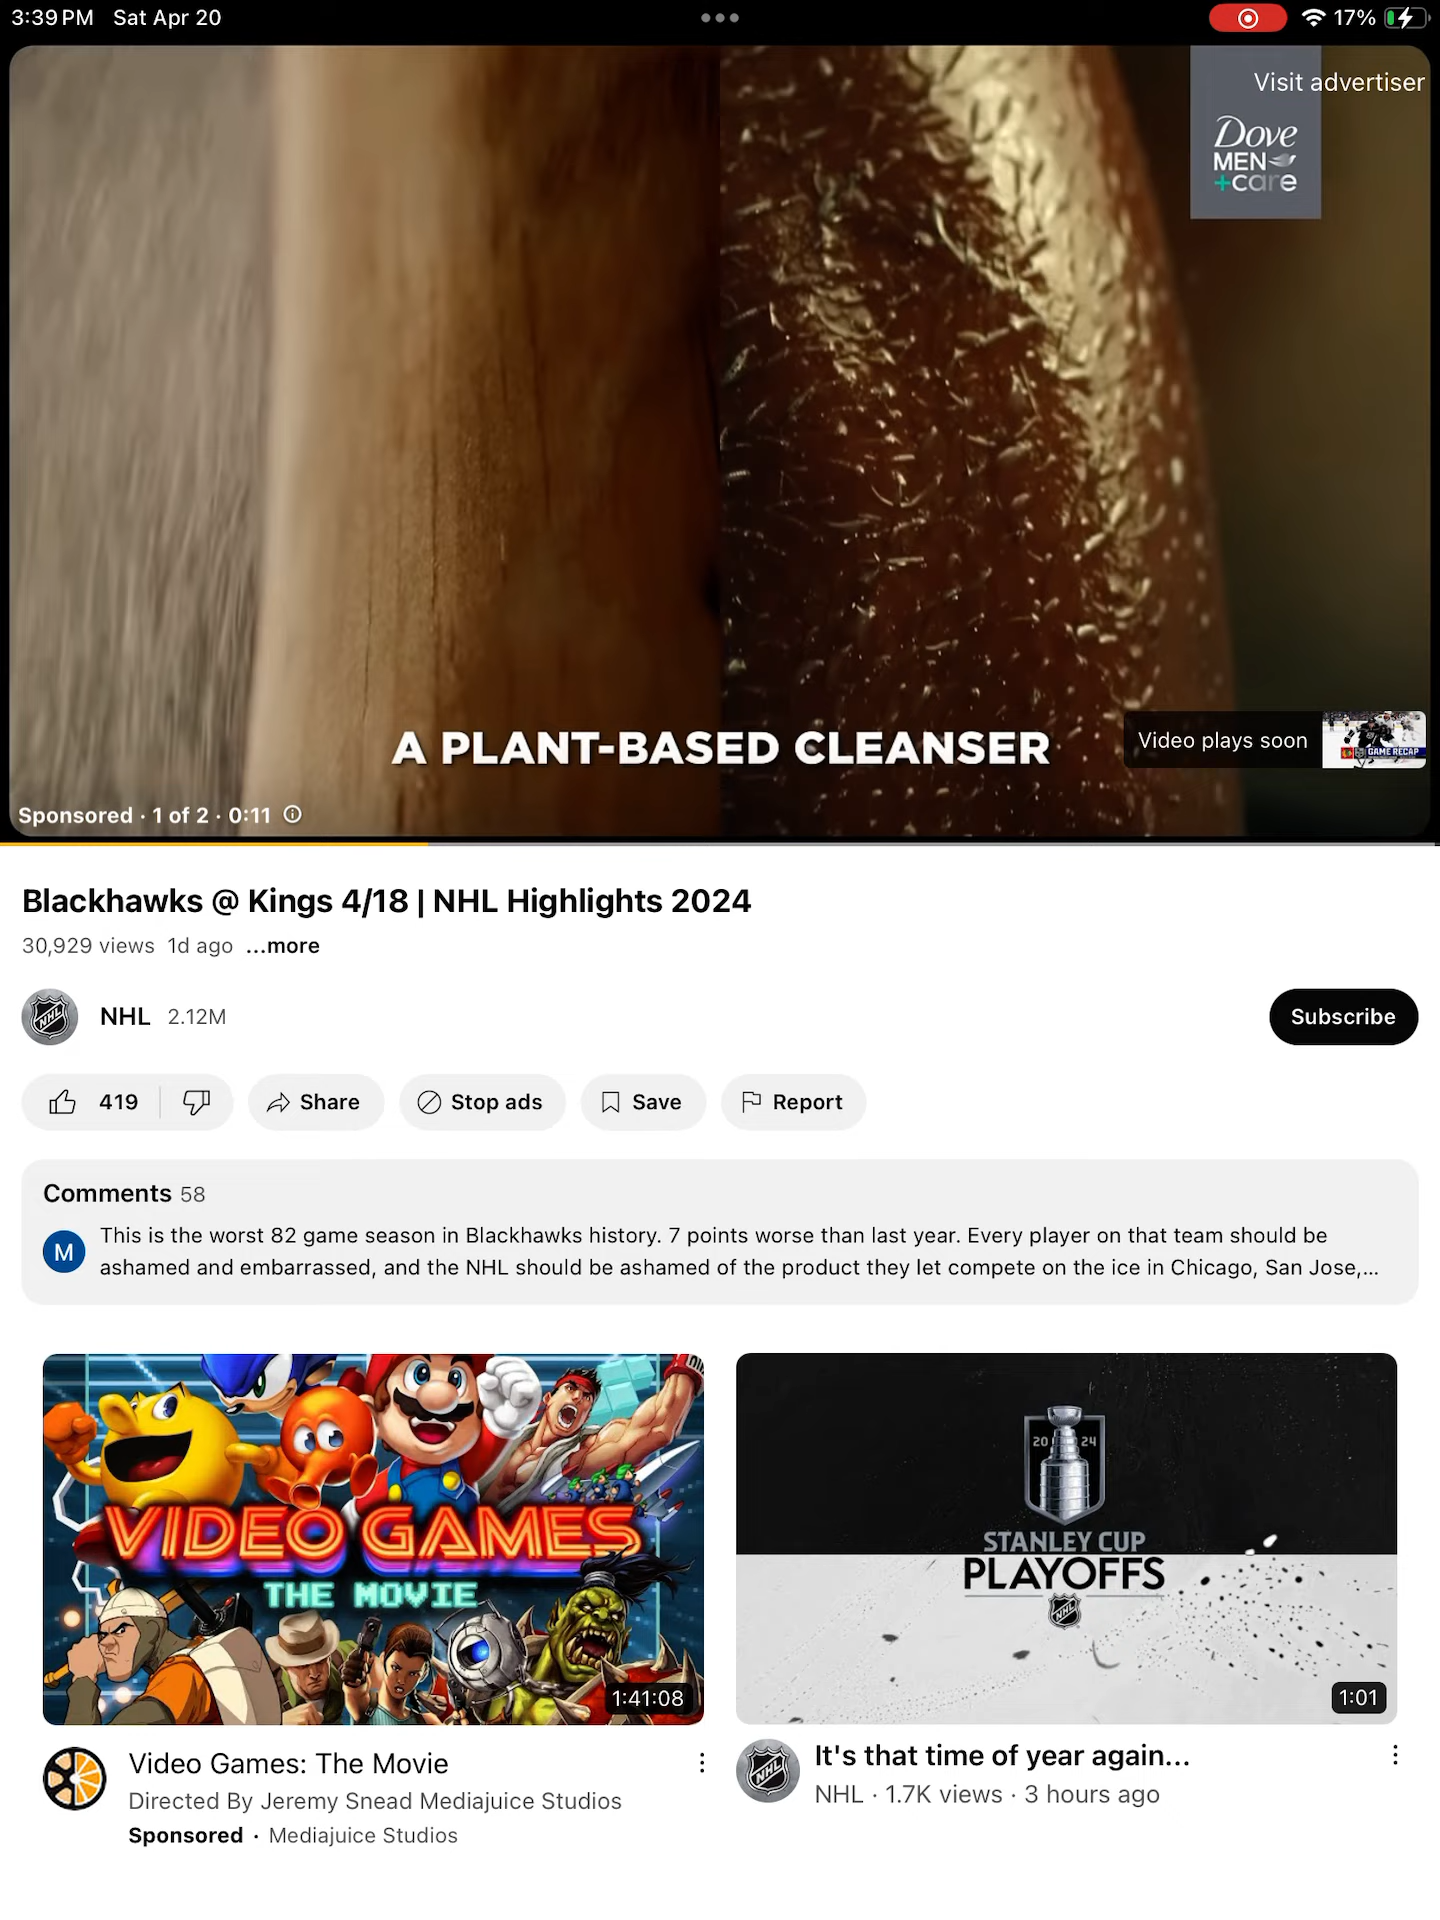 3:39 PM Sat Apr 20
17%
Visit advertiser
Dove
MEN
+care
A PLANT-BASED CLEANSER
Video plays soon
GAME RECAP
Sponsored · 1 of 2 · 0:11
Blackhawks @ Kings 4/18 | NHL Highlights 2024
30,929 views 1d ago ...more
NHL 2.12M
Subscribe
419
Share
Stop ads
Save
Report
Comments 58
M
This is the worst 82 game season in Blackhawks history. 7 points worse than last year. Every player on that team should be
ashamed and embarrassed, and the NHL should be ashamed of the product they let compete on the ice in Chicago, San Jose,...
VIDEO GAMES
THE MOVIE
1:41:08
20 24
STANLEY CUP
PLAYOFFS
NHL
1:01
Video Games: The Movie
Directed By Jeremy Snead Mediajuice Studios
Sponsored · Mediajuice Studios
NHL
It's that time of year again...
NHL · 1.7K views · 3 hours ago